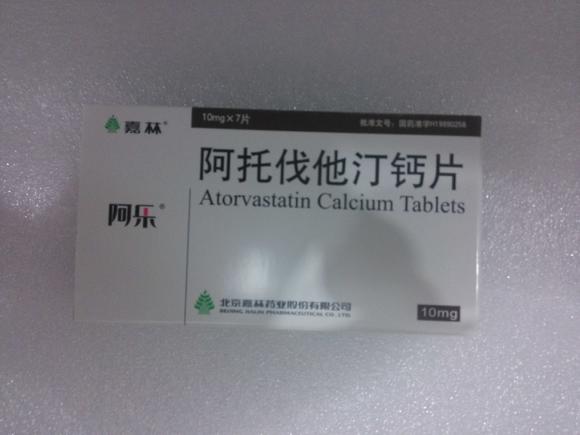 嘉林®
10mg×7片
批准文号：国药准字H19990258
阿托伐他汀钙片
Atorvastatin Calcium Tablets
阿乐®
北京嘉林药业股份有限公司
BEIJING JIALIN PHARMACEUTICAL CO., LTD.
10mg